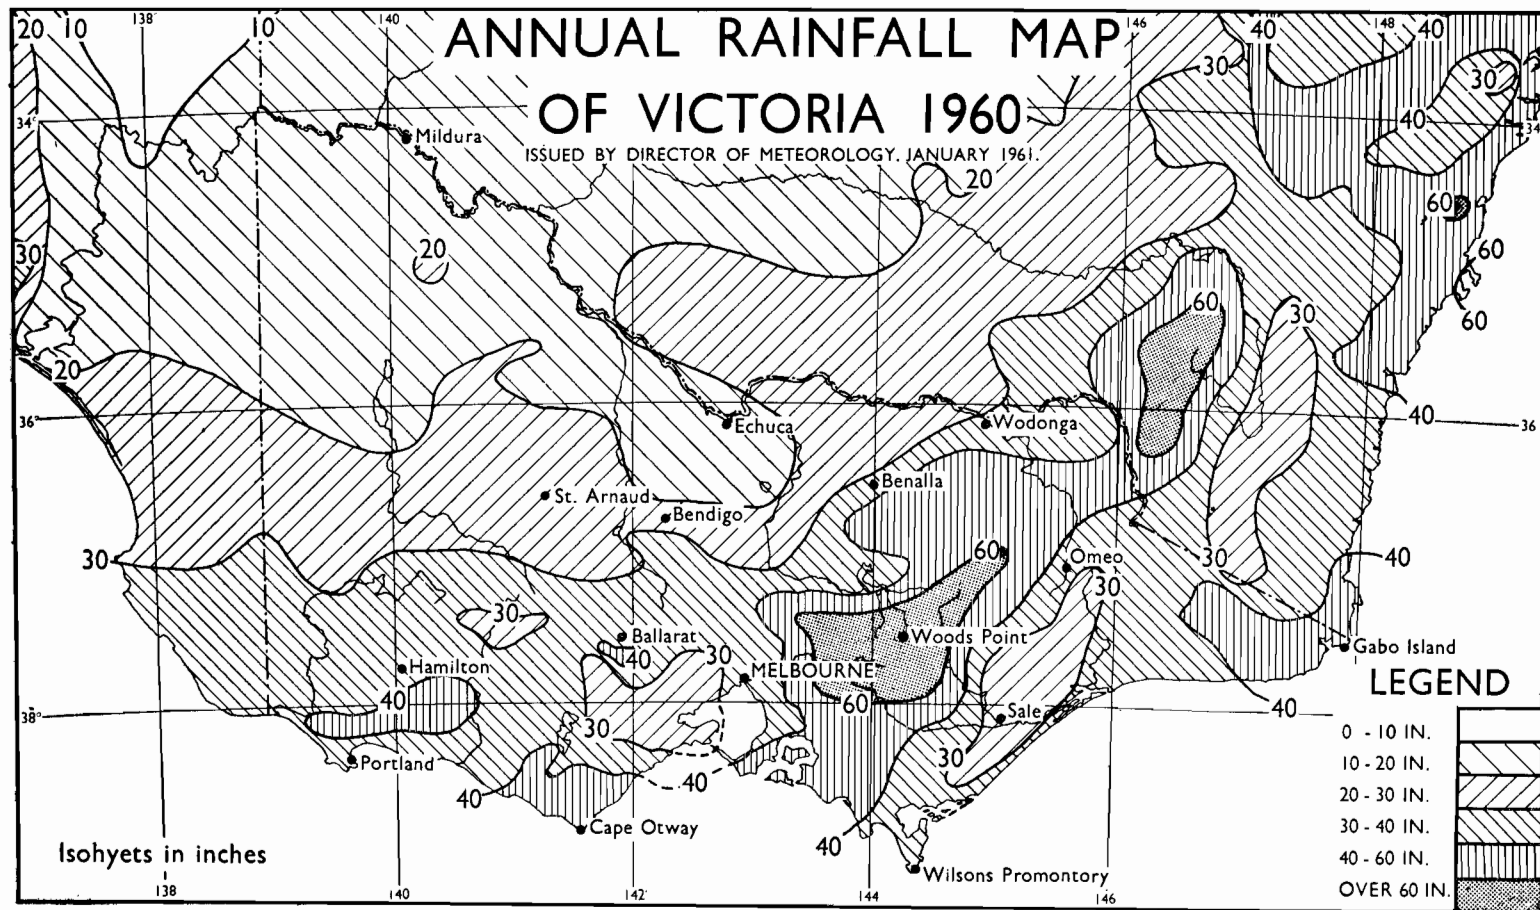 ANNUAL RAINFALL MAP
OF VICTORIA 1960
ISSUED BY DIRECTOR OF METEOROLOGY. JANUARY 1961.
138 140 146 148
20 10 10 40 40
30 30
34° 34
Mildura
40
20
60
20
30 60
60 30
60
20
40
36° 36
Echuca Wodonga
Benalla
St. Arnaud
Bendigo
60
30 Omeo 30 40
30
30
Ballarat Woods Point
40 30 Gabo Island
Hamilton MELBOURNE
40 60 40
38° 30 Sale
Portland 30
40 40
Cape Otway
40
Wilsons Promontory
Isohyets in inches
138 140 142 144 146
LEGEND
0 - 10 IN.
10 - 20 IN.
20 - 30 IN.
30 - 40 IN.
40 - 60 IN.
OVER 60 IN.